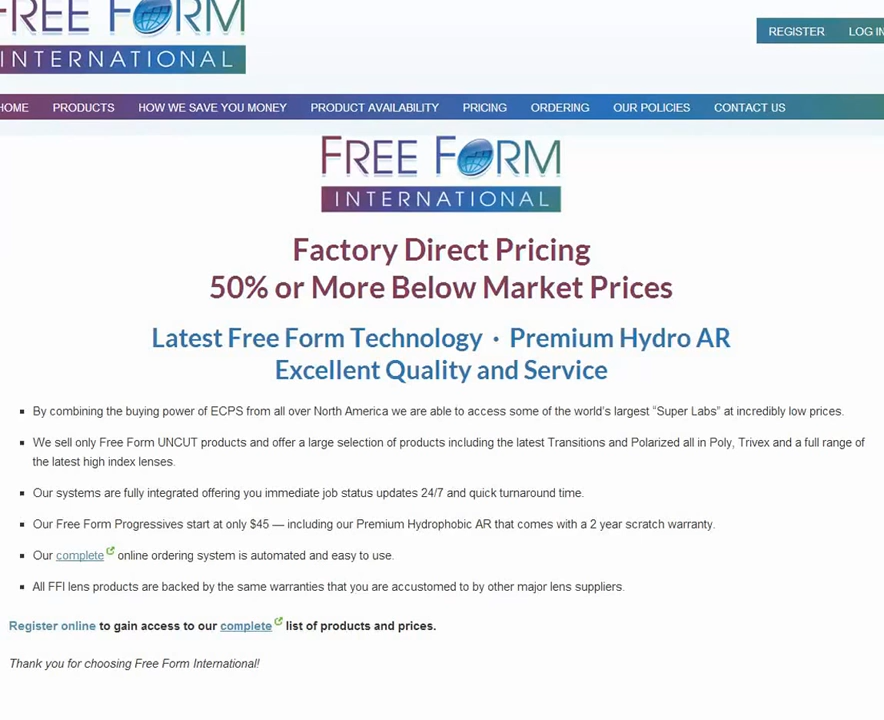 FREE FORM
INTERNATIONAL
REGISTER LOG IN
HOME PRODUCTS HOW WE SAVE YOU MONEY PRODUCT AVAILABILITY PRICING ORDERING OUR POLICIES CONTACT US
FREE FORM
INTERNATIONAL
Factory Direct Pricing
50% or More Below Market Prices
Latest Free Form Technology · Premium Hydro AR
Excellent Quality and Service
▪ By combining the buying power of ECPS from all over North America we are able to access some of the world's largest “Super Labs” at incredibly low prices.
▪ We sell only Free Form UNCUT products and offer a large selection of products including the latest Transitions and Polarized all in Poly, Trivex and a full range of
the latest high index lenses.
▪ Our systems are fully integrated offering you immediate job status updates 24/7 and quick turnaround time.
▪ Our Free Form Progressives start at only $45 — including our Premium Hydrophobic AR that comes with a 2 year scratch warranty.
▪ Our complete online ordering system is automated and easy to use.
▪ All FFI lens products are backed by the same warranties that you are accustomed to by other major lens suppliers.
Register online to gain access to our complete list of products and prices.
Thank you for choosing Free Form International!